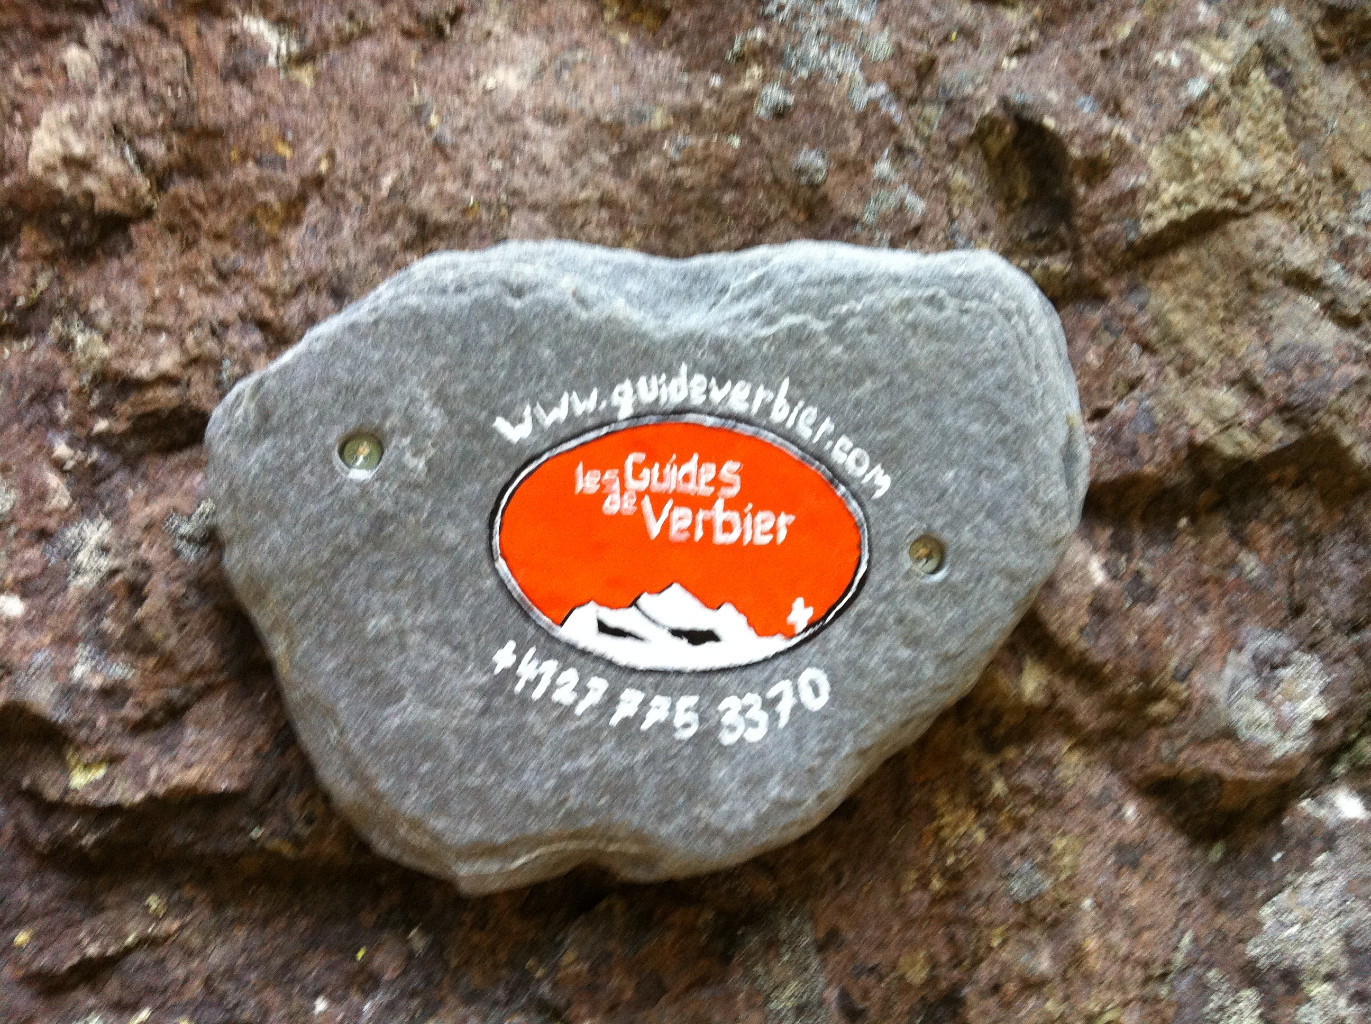 www.guideverbier.com
les Guides
de Verbier
+4127 775 3370